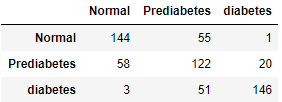 Normal Prediabetes diabetes
Normal 144 55 1
Prediabetes 58 122 20
diabetes 3 51 146